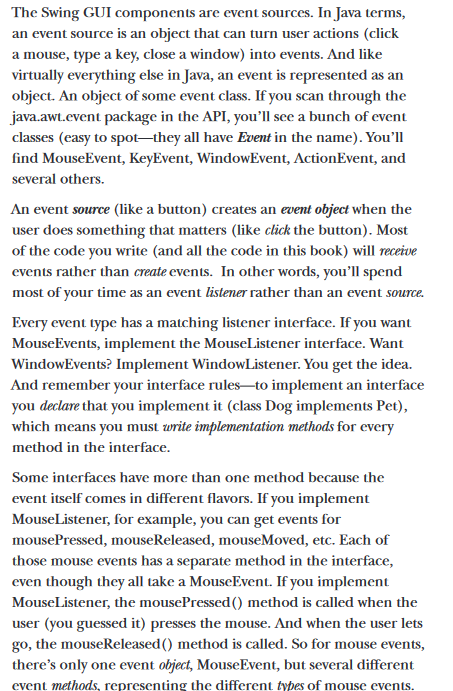 The Swing GUI components are event sources. In Java terms,
an event source is an object that can turn user actions (click
a mouse, type a key, close a window) into events. And like
virtually everything else in Java, an event is represented as an
object. An object of some event class. If you scan through the
java.awt.event package in the API, you'll see a bunch of event
classes (easy to spot—they all have Event in the name). You'll
find MouseEvent, KeyEvent, WindowEvent, ActionEvent, and
several others.
An event source (like a button) creates an event object when the
user does something that matters (like click the button). Most
of the code you write (and all the code in this book) will receive
events rather than create events. In other words, you'll spend
most of your time as an event listener rather than an event source.
Every event type has a matching listener interface. If you want
MouseEvents, implement the MouseListener interface. Want
WindowEvents? Implement WindowListener. You get the idea.
And remember your interface rules—to implement an interface
you declare that you implement it (class Dog implements Pet),
which means you must write implementation methods for every
method in the interface.
Some interfaces have more than one method because the
event itself comes in different flavors. If you implement
MouseListener, for example, you can get events for
mousePressed, mouseReleased, mouseMoved, etc. Each of
those mouse events has a separate method in the interface,
even though they all take a MouseEvent. If you implement
MouseListener, the mousePressed() method is called when the
user (you guessed it) presses the mouse. And when the user lets
go, the mouseReleased() method is called. So for mouse events,
there's only one event object, MouseEvent, but several different
event methods, representing the different types of mouse events.